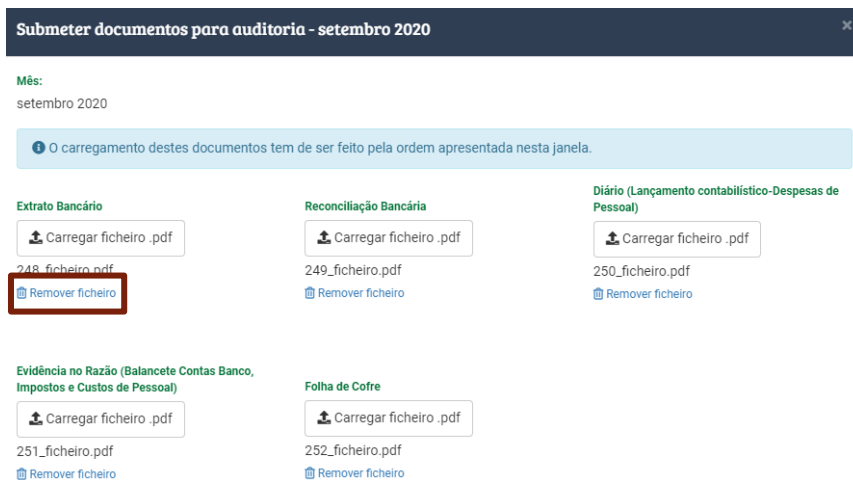 Submeter documentos para auditoria - setembro 2020
×
Mês:
setembro 2020
O carregamento destes documentos tem de ser feito pela ordem apresentada nesta janela.
Extrato Bancário
Carregar ficheiro .pdf
248_ficheiro.pdf
Remover ficheiro
Reconciliação Bancária
Carregar ficheiro .pdf
249_ficheiro.pdf
Remover ficheiro
Diário (Lançamento contabilístico-Despesas de
Pessoal)
Carregar ficheiro .pdf
250_ficheiro.pdf
Remover ficheiro
Evidência no Razão (Balancete Contas Banco,
Impostos e Custos de Pessoal)
Carregar ficheiro .pdf
251_ficheiro.pdf
Remover ficheiro
Folha de Cofre
Carregar ficheiro .pdf
252_ficheiro.pdf
Remover ficheiro